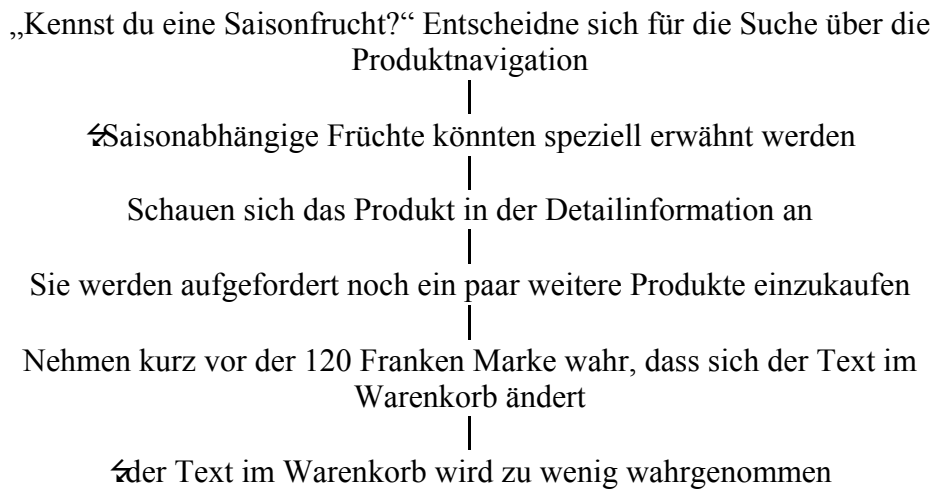 „Kennst du eine Saisonfrucht?“ Entscheidne sich für die Suche über die
Produktnavigation
Saisonabhängige Früchte könnten speziell erwähnt werden
Schauen sich das Produkt in der Detailinformation an
Sie werden aufgefordert noch ein paar weitere Produkte einzukaufen
Nehmen kurz vor der 120 Franken Marke wahr, dass sich der Text im
Warenkorb ändert
der Text im Warenkorb wird zu wenig wahrgenommen